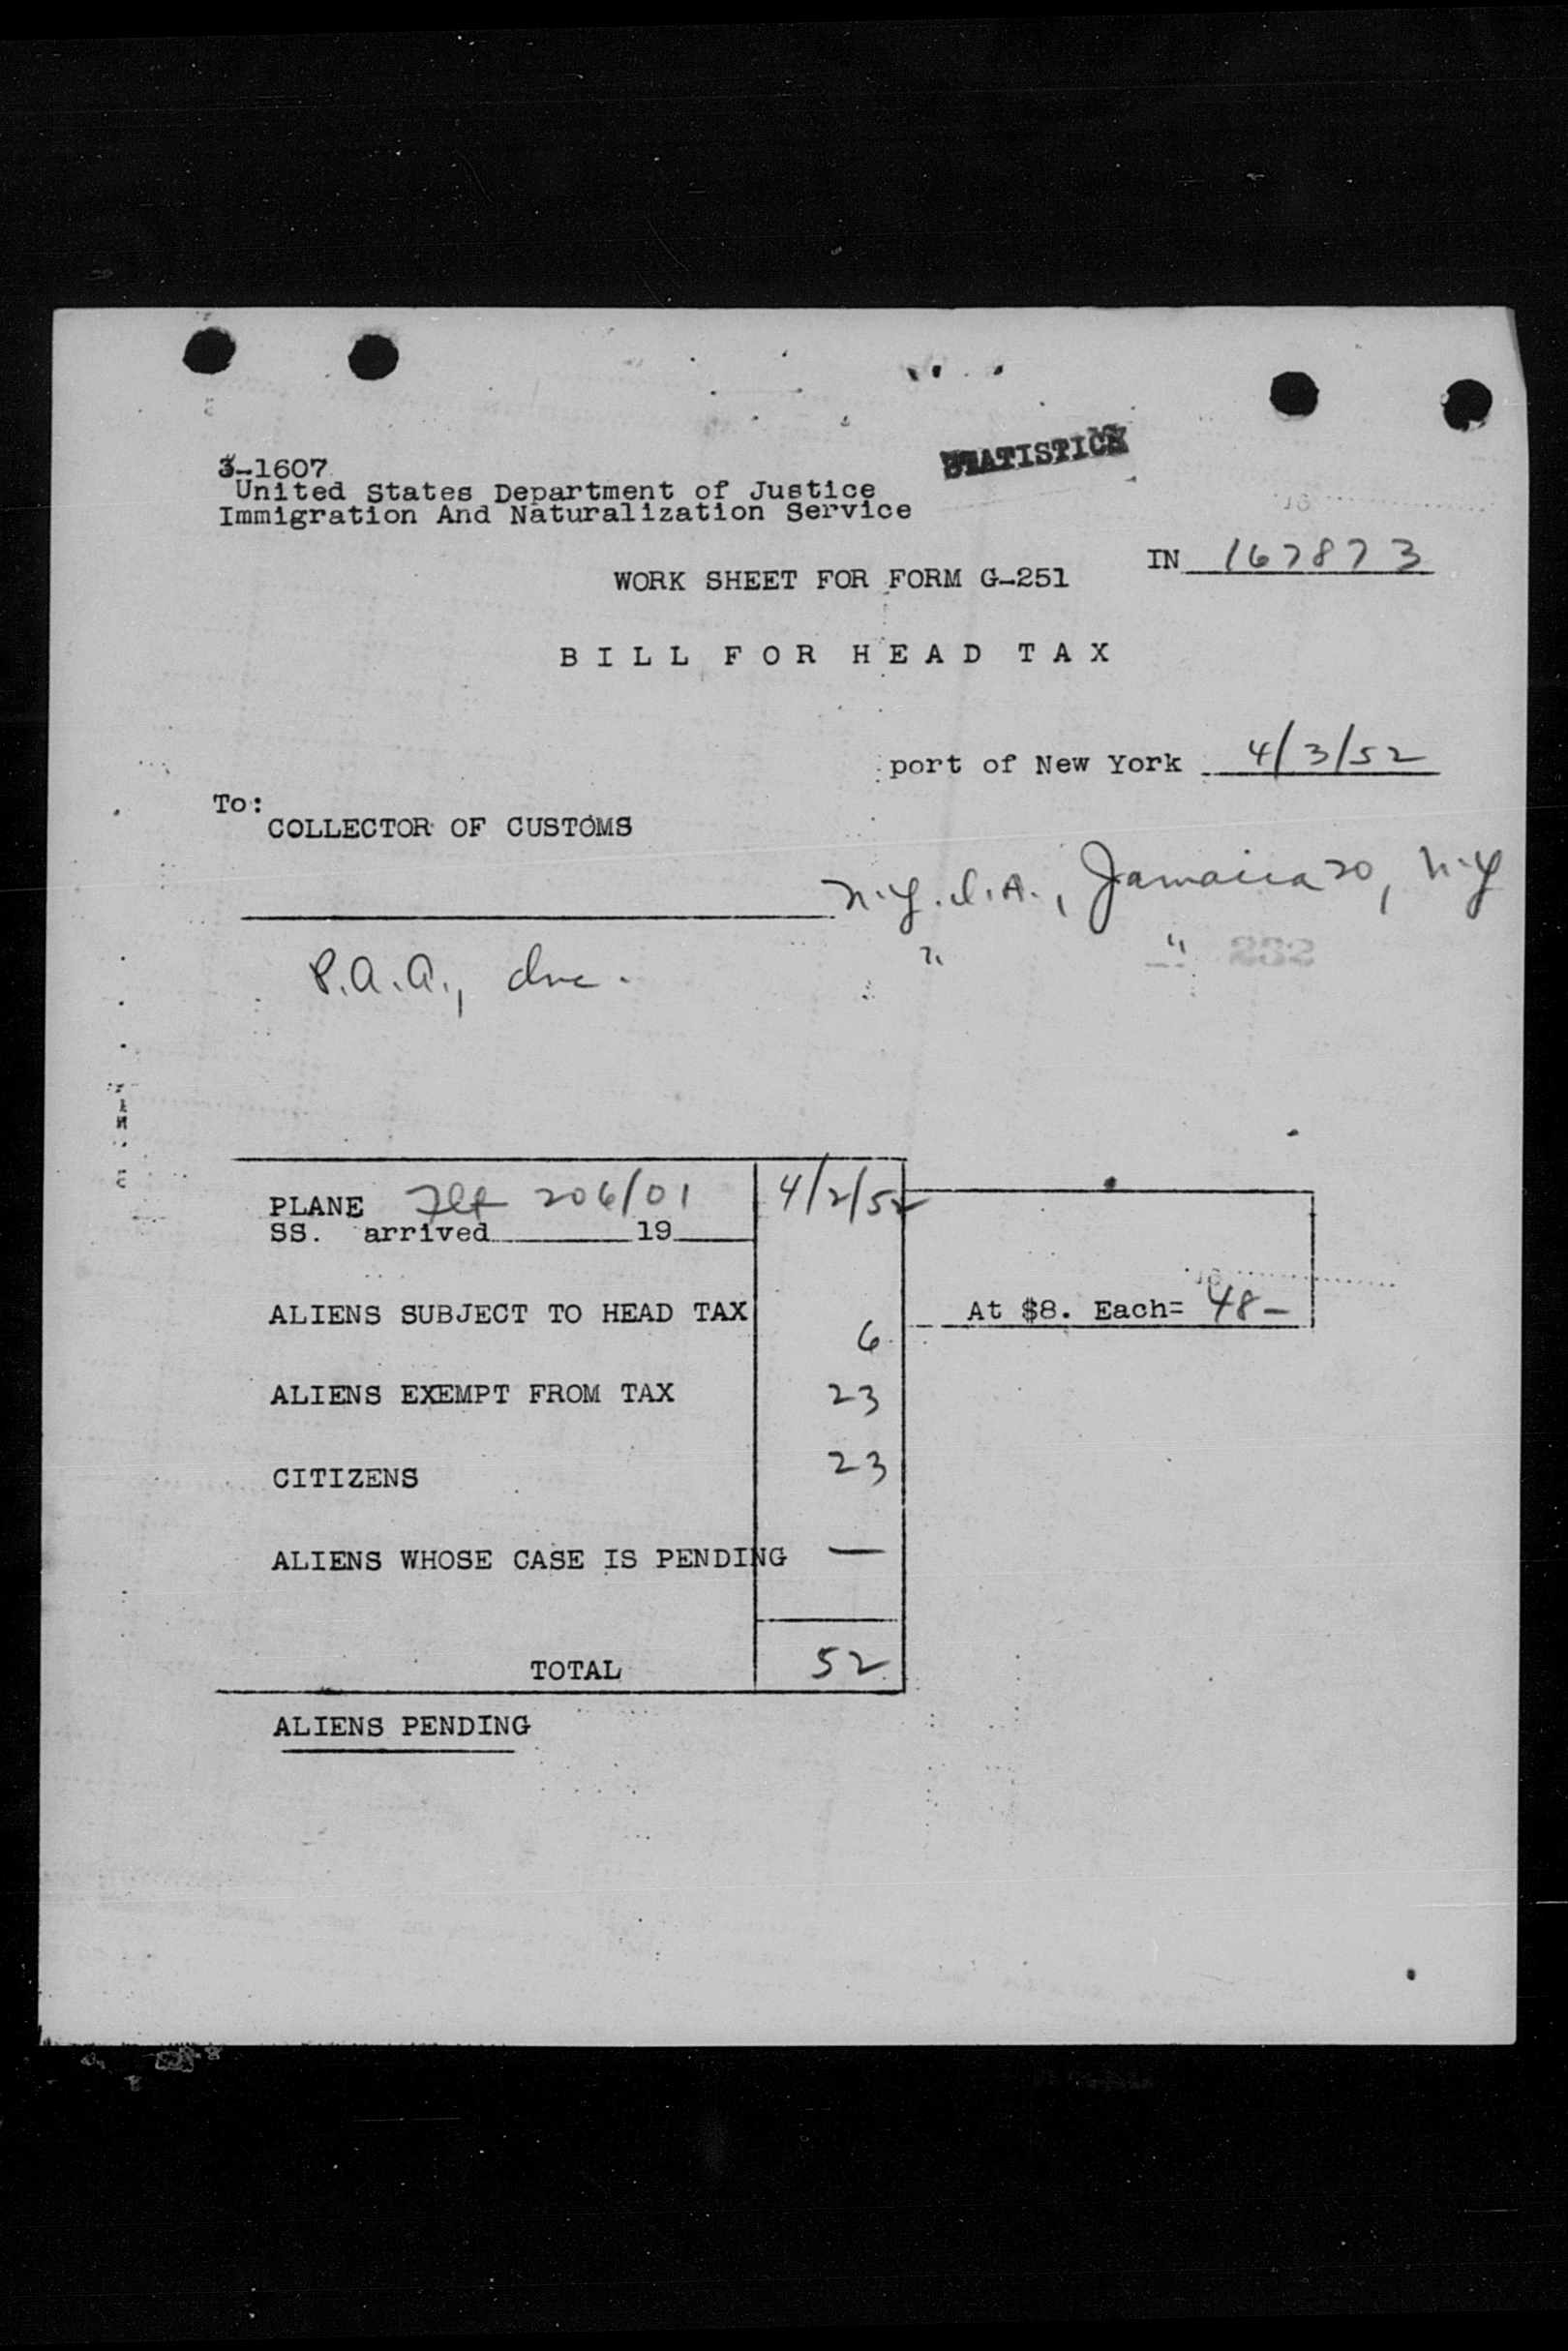 STATISTICS
3-1607
United States Department of Justice
Immigration And Naturalization Service
IN 167873
WORK SHEET FOR FORM G-251
BILL FOR HEAD TAX
port of New York 4/3/52
To:
COLLECTOR OF CUSTOMS
N.Y.I.A., Jamaica 20, N.Y
P.A.A., Inc. " "
PLANE Flt 206/01 4/2/52
SS. arrived 19
ALIENS SUBJECT TO HEAD TAX 6 At $8. Each= 48-
ALIENS EXEMPT FROM TAX 23
CITIZENS 23
ALIENS WHOSE CASE IS PENDING —
TOTAL 52
ALIENS PENDING